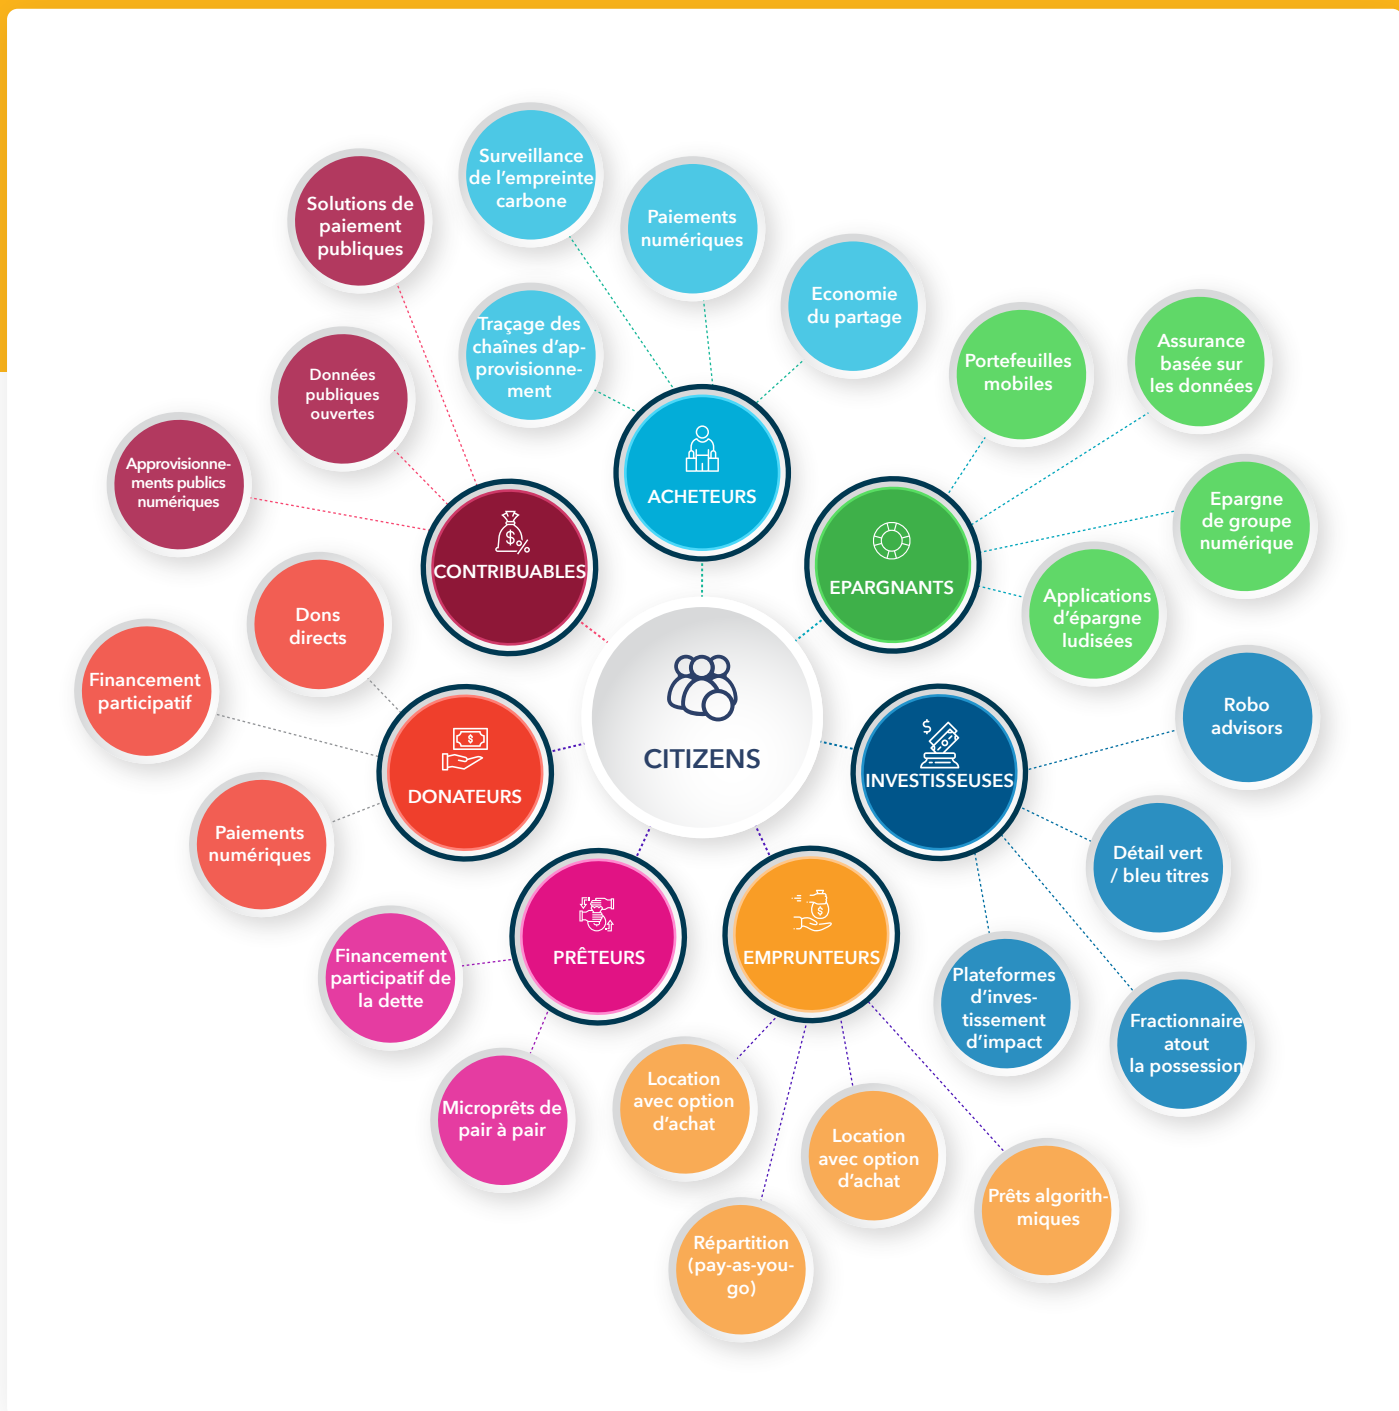 Surveillance
de l'empreinte
carbone
Solutions de
paiement
publiques
Paiements
numériques
Economie
du partage
Traçage des
chaînes d'ap-
provisionne-
ment
Données
publiques
ouvertes
Approvisionne-
ments publics
numériques
Portefeuilles
mobiles
Assurance
basée sur
les données
Epargne
de groupe
numérique
Applications
d'épargne
ludisées
ACHETEURS
CONTRIBUABLES
EPARGNANTS
Dons
directs
Financement
participatif
Paiements
numériques
DONATEURS
CITIZENS
INVESTISSEUSES
Robo
advisors
Détail vert
/ bleu titres
Plateformes
d'inves-
tissement
d'impact
Fractionnaire
atout
la possession
PRÊTEURS
EMPRUNTEURS
Financement
participatif de
la dette
Microprêts de
pair à pair
Location
avec option
d'achat
Location
avec option
d'achat
Prêts algorith-
miques
Répartition
(pay-as-you-
go)